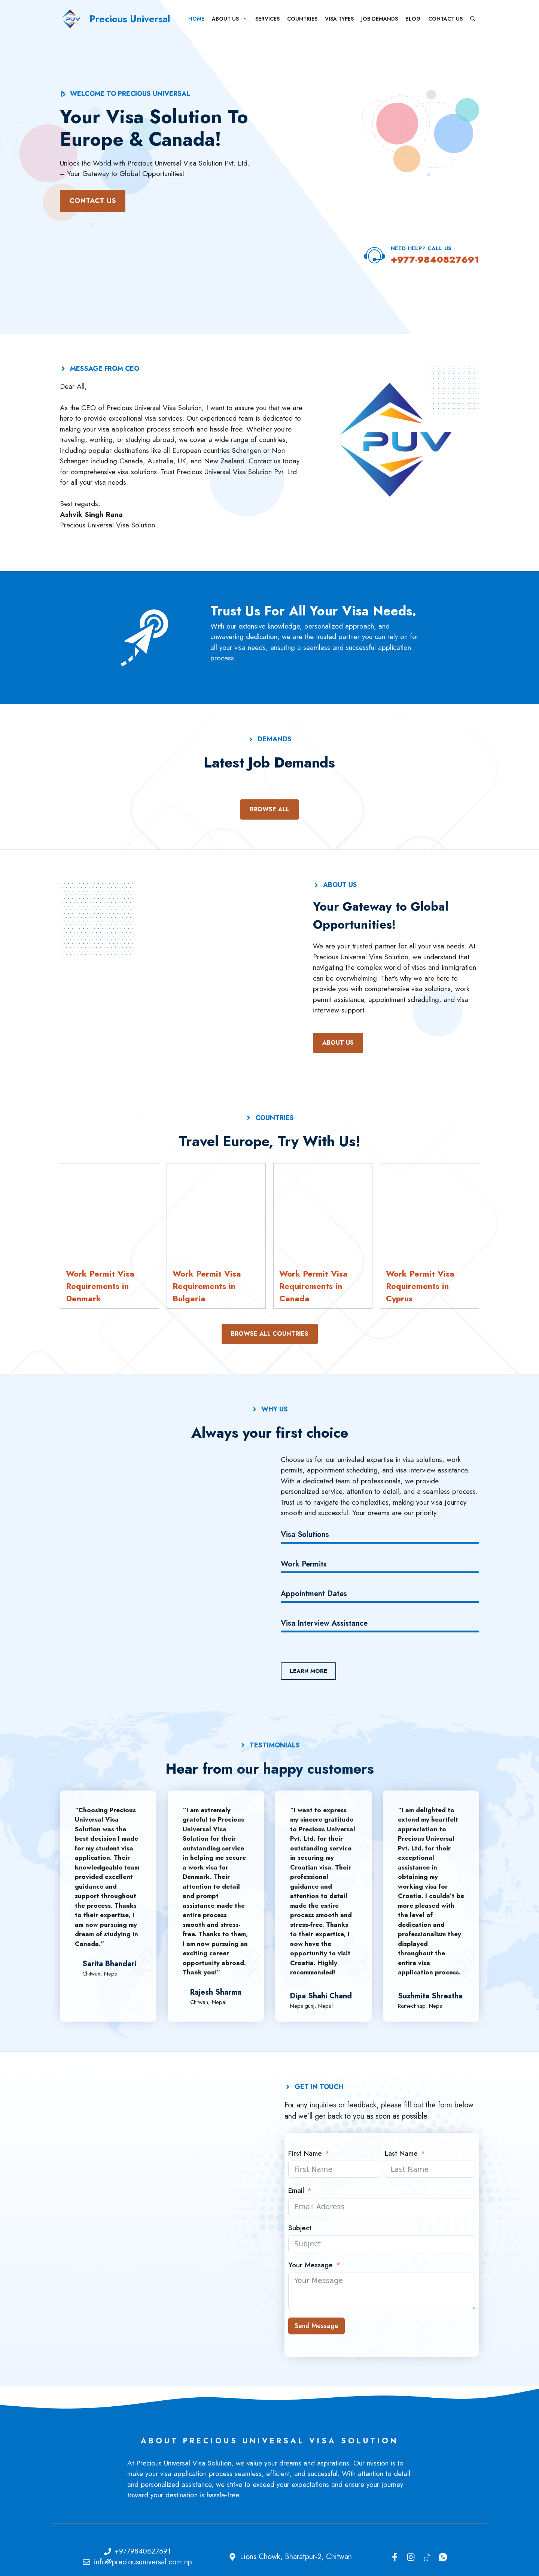 PUV
Precious Universal
HOME
ABOUT US
SERVICES
COUNTRIES
VISA TYPES
JOB DEMANDS
BLOG
CONTACT US
WELCOME TO PRECIOUS UNIVERSAL
Your Visa Solution To
Europe & Canada!
Unlock the World with Precious Universal Visa Solution Pvt. Ltd.
– Your Gateway to Global Opportunities!
CONTACT US
NEED HELP? CALL US
+977-9840827691
MESSAGE FROM CEO
Dear All,
As the CEO of Precious Universal Visa Solution, I want to assure you that we are
here to provide exceptional visa services. Our experienced team is dedicated to
making your visa application process smooth and hassle-free. Whether you're
traveling, working, or studying abroad, we cover a wide range of countries,
including popular destinations like all European countries Schengen or Non
Schengen including Canada, Australia, UK, and New Zealand. Contact us today
for comprehensive visa solutions. Trust Precious Universal Visa Solution Pvt. Ltd.
for all your visa needs.
Best regards,
Ashvik Singh Rana
Precious Universal Visa Solution
PUV
Trust Us For All Your Visa Needs.
With our extensive knowledge, personalized approach, and
unwavering dedication, we are the trusted partner you can rely on for
all your visa needs, ensuring a seamless and successful application
process.
DEMANDS
Latest Job Demands
BROWSE ALL
ABOUT US
Your Gateway to Global
Opportunities!
We are your trusted partner for all your visa needs. At
Precious Universal Visa Solution, we understand that
navigating the complex world of visas and immigration
can be overwhelming. That's why we are here to
provide you with comprehensive visa solutions, work
permit assistance, appointment scheduling, and visa
interview support.
ABOUT US
COUNTRIES
Travel Europe, Try With Us!
Work Permit Visa
Requirements in
Denmark
Work Permit Visa
Requirements in
Bulgaria
Work Permit Visa
Requirements in
Canada
Work Permit Visa
Requirements in
Cyprus
BROWSE ALL COUNTRIES
WHY US
Always your first choice
Choose us for our unrivaled expertise in visa solutions, work
permits, appointment scheduling, and visa interview assistance.
With a dedicated team of professionals, we provide
personalized service, attention to detail, and a seamless process.
Trust us to navigate the complexities, making your visa journey
smooth and successful. Your dreams are our priority.
Visa Solutions
Work Permits
Appointment Dates
Visa Interview Assistance
LEARN MORE
TESTIMONIALS
Hear from our happy customers
"Choosing Precious
Universal Visa
Solution was the
best decision I made
for my student visa
application. Their
knowledgeable team
provided excellent
guidance and
support throughout
the process. Thanks
to their expertise, I
am now pursuing my
dream of studying in
Canada."
Sarita Bhandari
Chitwan, Nepal
"I am extremely
grateful to Precious
Universal Visa
Solution for their
outstanding service
in helping me secure
a work visa for
Denmark. Their
attention to detail
and prompt
assistance made the
entire process
smooth and stress-
free. Thanks to them,
I am now pursuing an
exciting career
opportunity abroad.
Thank you!"
Rajesh Sharma
Chitwan, Nepal
"I want to express
my sincere gratitude
to Precious Universal
Pvt. Ltd. for their
outstanding service
in securing my
Croatian visa. Their
professional
guidance and
attention to detail
made the entire
process smooth and
stress-free. Thanks
to their expertise, I
now have the
opportunity to visit
Croatia. Highly
recommended!
Dipa Shahi Chand
Nepalgunj, Nepal
"I am delighted to
extend my heartfelt
appreciation to
Precious Universal
Pvt. Ltd. for their
exceptional
assistance in
obtaining my
working visa for
Croatia. I couldn't be
more pleased with
the level of
dedication and
professionalism they
displayed
throughout the
entire visa
application process.
Sushmita Shrestha
Ramechhap, Nepal
GET IN TOUCH
For any inquiries or feedback, please fill out the form below
and we'll get back to you as soon as possible.
First Name *
Last Name *
First Name
Last Name
Email *
Email Address
Subject
Subject
Your Message *
Your Message
Send Message
ABOUT PRECIOUS UNIVERSAL VISA SOLUTION
At Precious Universal Visa Solution, we value your dreams and aspirations. Our mission is to
make your visa application process seamless, efficient, and successful. With attention to detail
and personalized assistance, we strive to exceed your expectations and ensure your journey
toward your destination is hassle-free.
+9779840827691
info@preciousuniversal.com.np
Lions Chowk, Bharatpur-2, Chitwan